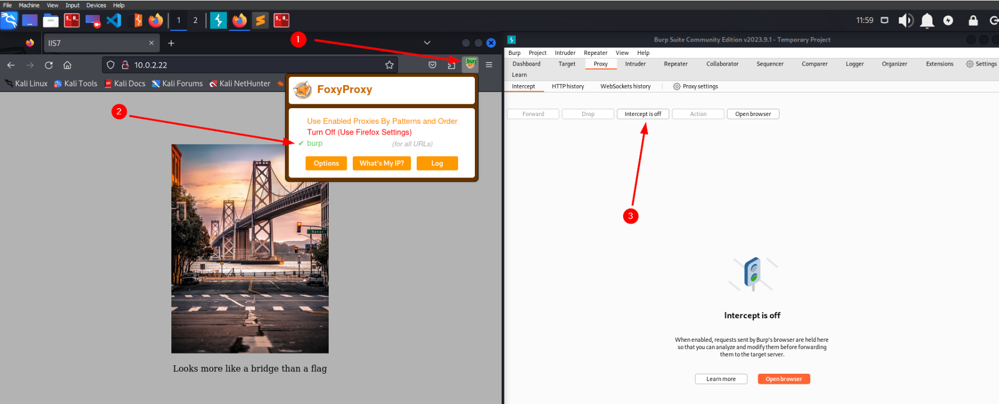 File Machine View Input Devices Help
1 2 11:59
IIS7
1
Burp Suite Community Edition v2023.9.1 - Temporary Project
10.0.2.22
burp
Kali Linux Kali Tools Kali Docs Kali Forums Kali NetHunter
FoxyProxy
2
Use Enabled Proxies By Patterns and Order
Turn Off (Use Firefox Settings)
burp (for all URLs)
Options What's My IP? Log
Spear
Looks more like a bridge than a flag
Burp Project Intruder Repeater View Help
Dashboard Target Proxy Intruder Repeater Collaborator Sequencer Comparer Logger Organizer Extensions Settings
Learn
Intercept HTTP history WebSockets history Proxy settings
Forward Drop Intercept is off Action Open browser
3
Intercept is off
When enabled, requests sent by Burp's browser are held here
so that you can analyze and modify them before forwarding
them to the target server.
Learn more Open browser